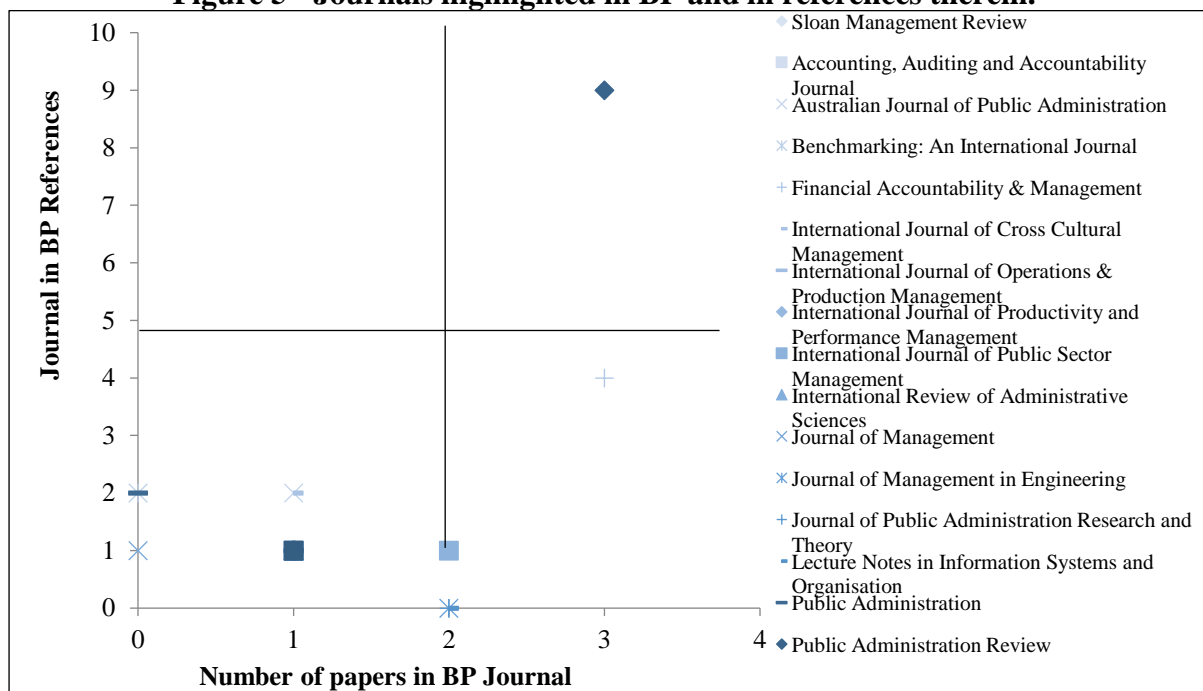 Figure 5 - Journals highlighted in BP and in references therein.
10
9
8
7
6
5
4
3
2
1
0
Journal in BP References
0 1 2 3 4
Number of papers in BP Journal
Sloan Management Review
Accounting, Auditing and Accountability
Journal
Australian Journal of Public Administration
Benchmarking: An International Journal
Financial Accountability & Management
International Journal of Cross Cultural
Management
International Journal of Operations &
Production Management
International Journal of Productivity and
Performance Management
International Journal of Public Sector
Management
International Review of Administrative
Sciences
Journal of Management
Journal of Management in Engineering
Journal of Public Administration Research and
Theory
Lecture Notes in Information Systems and
Organisation
Public Administration
Public Administration Review